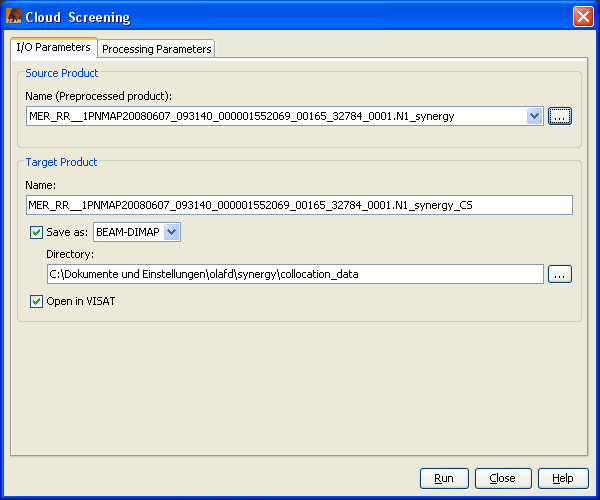 BEAM
Cloud Screening
I/O Parameters
Processing Parameters
Source Product
Name (Preprocessed product):
MER_RR__1PNMAP20080607_093140_000001552069_00165_32784_0001.N1_synergy
...
Target Product
Name:
MER_RR__1PNMAP20080607_093140_000001552069_00165_32784_0001.N1_synergy_CS
Save as: BEAM-DIMAP
Directory:
C:\Dokumente und Einstellungen\olafd\synergy\collocation_data
...
Open in VISAT
Run Close Help